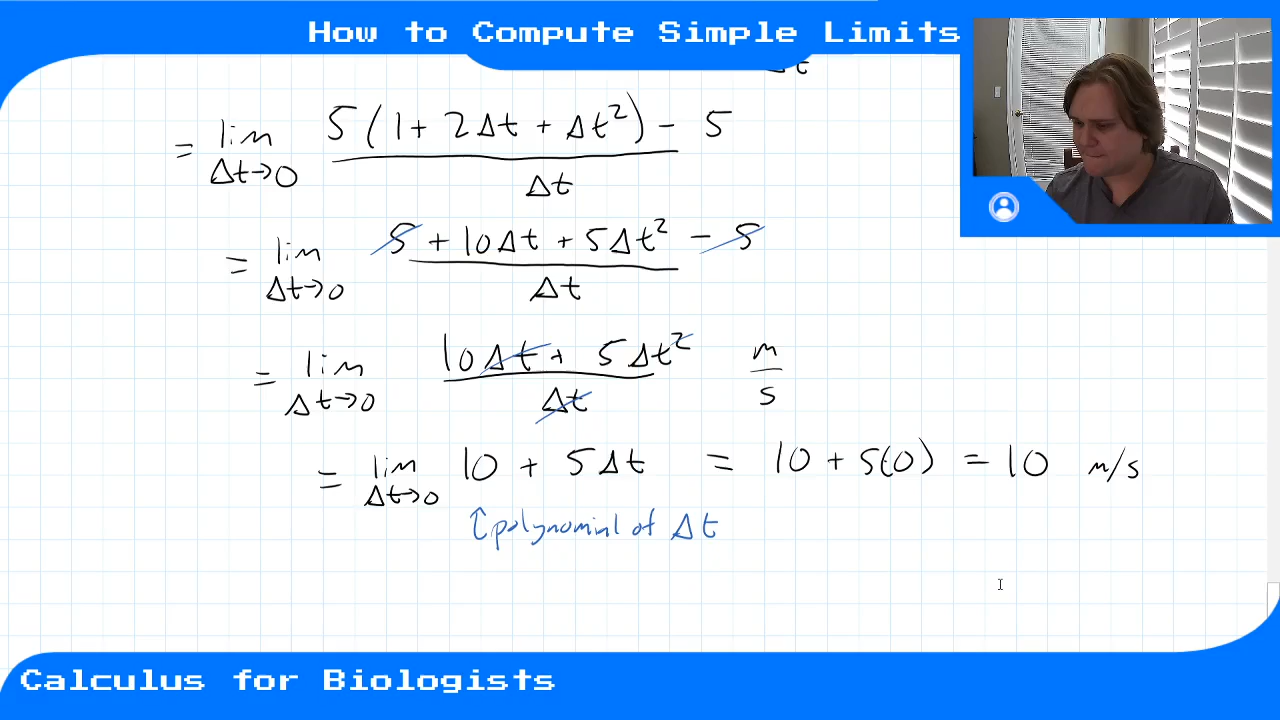 How to Compute Simple Limits
Δt
= lim Δt→0 5(1 + 2Δt + Δt²) - 5 / Δt
= lim Δt→0 5 + 10Δt + 5Δt² - 5 / Δt
= lim Δt→0 10Δt + 5Δt² / Δt m/s
= lim Δt→0 10 + 5Δt = 10 + 5(0) = 10 m/s
↑polynomial of Δt
Calculus for Biologists